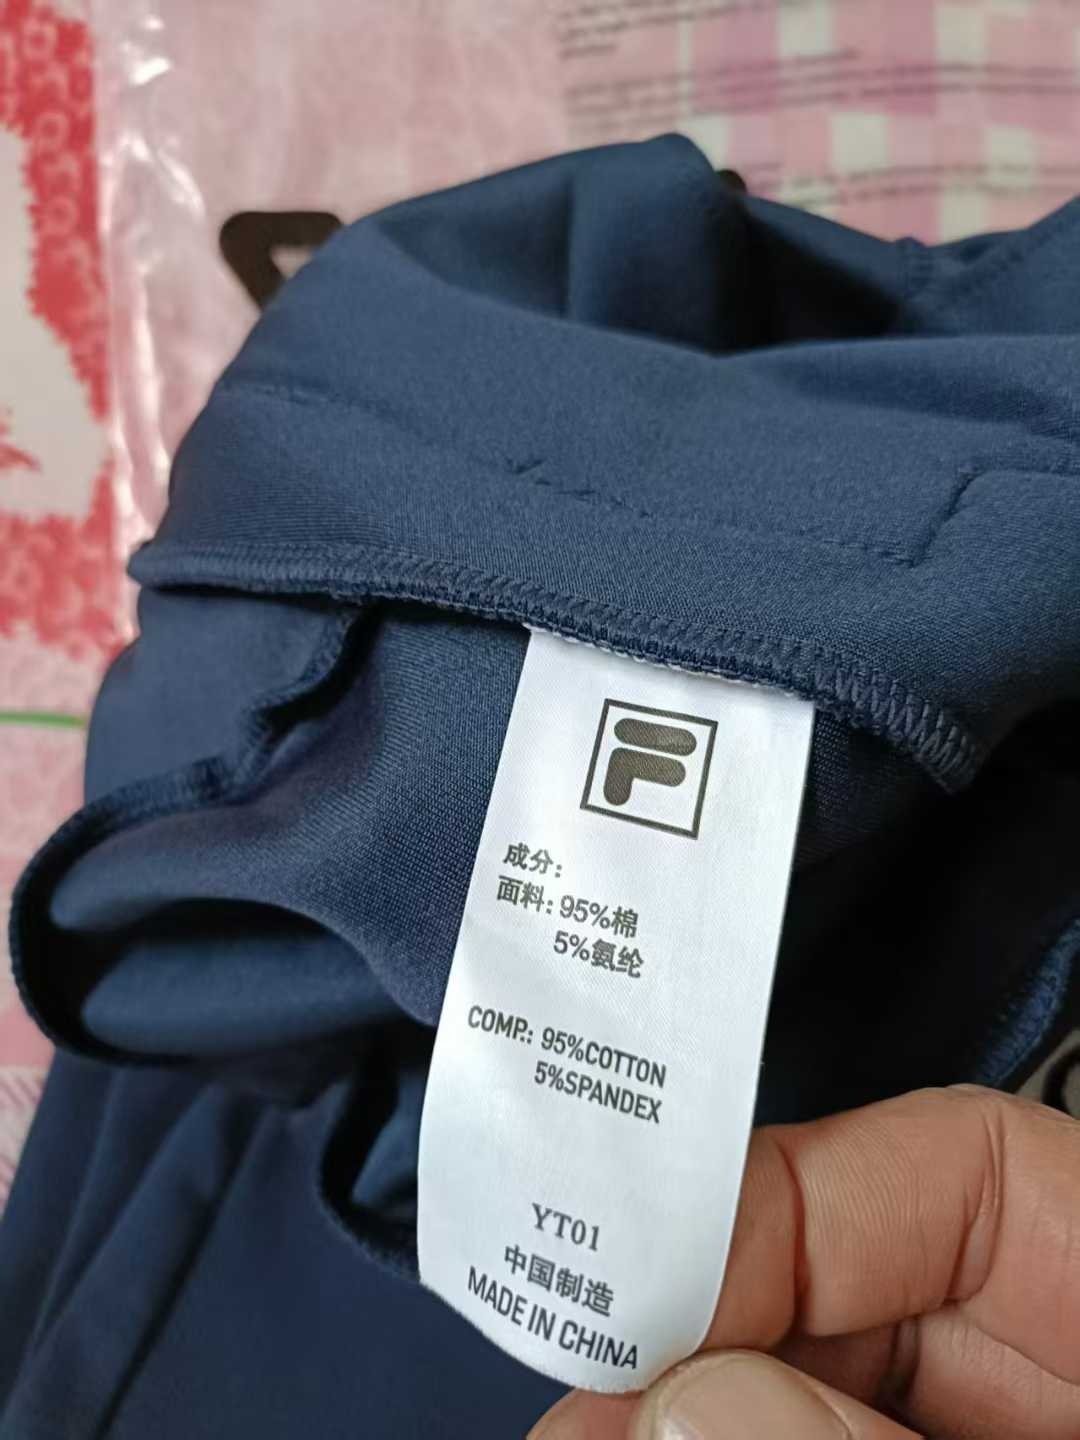 F
成分:
面料: 95%棉
5%氨纶
COMP.: 95%COTTON
5%SPANDEX
YT01
中国制造
MADE IN CHINA